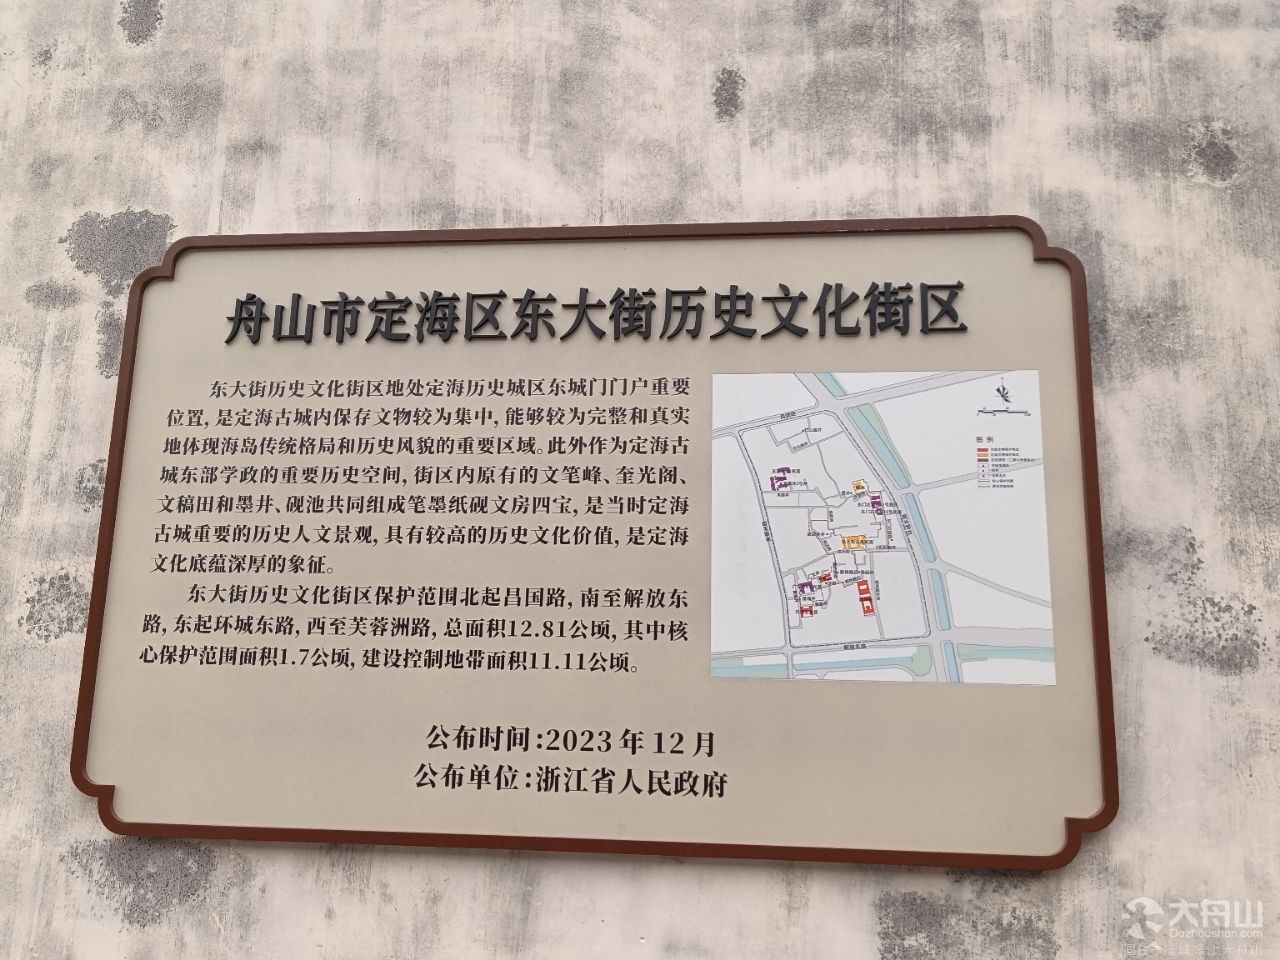 舟山市定海区东大街历史文化街区
东大街历史文化街区地处定海历史城区东城门门户重要
位置，是定海古城内保存文物较为集中，能够较为完整和真实
地体现海岛传统格局和历史风貌的重要区域。此外作为定海古
城东部学政的重要历史空间，街区内原有的文笔峰、奎光阁、
文稿田和墨井、砚池共同组成笔墨纸砚文房四宝，是当时定海
古城重要的历史人文景观，具有较高的历史文化价值，是定海
文化底蕴深厚的象征。
东大街历史文化街区保护范围北起昌国路，南至解放东
路，东起环城东路，西至芙蓉洲路，总面积12.81公顷，其中核
心保护范围面积1.7公顷，建设控制地带面积11.11公顷。
图例
昌国路
解放东路
公布时间：2023年12月
公布单位：浙江省人民政府
大舟山
Dazhoushan.com